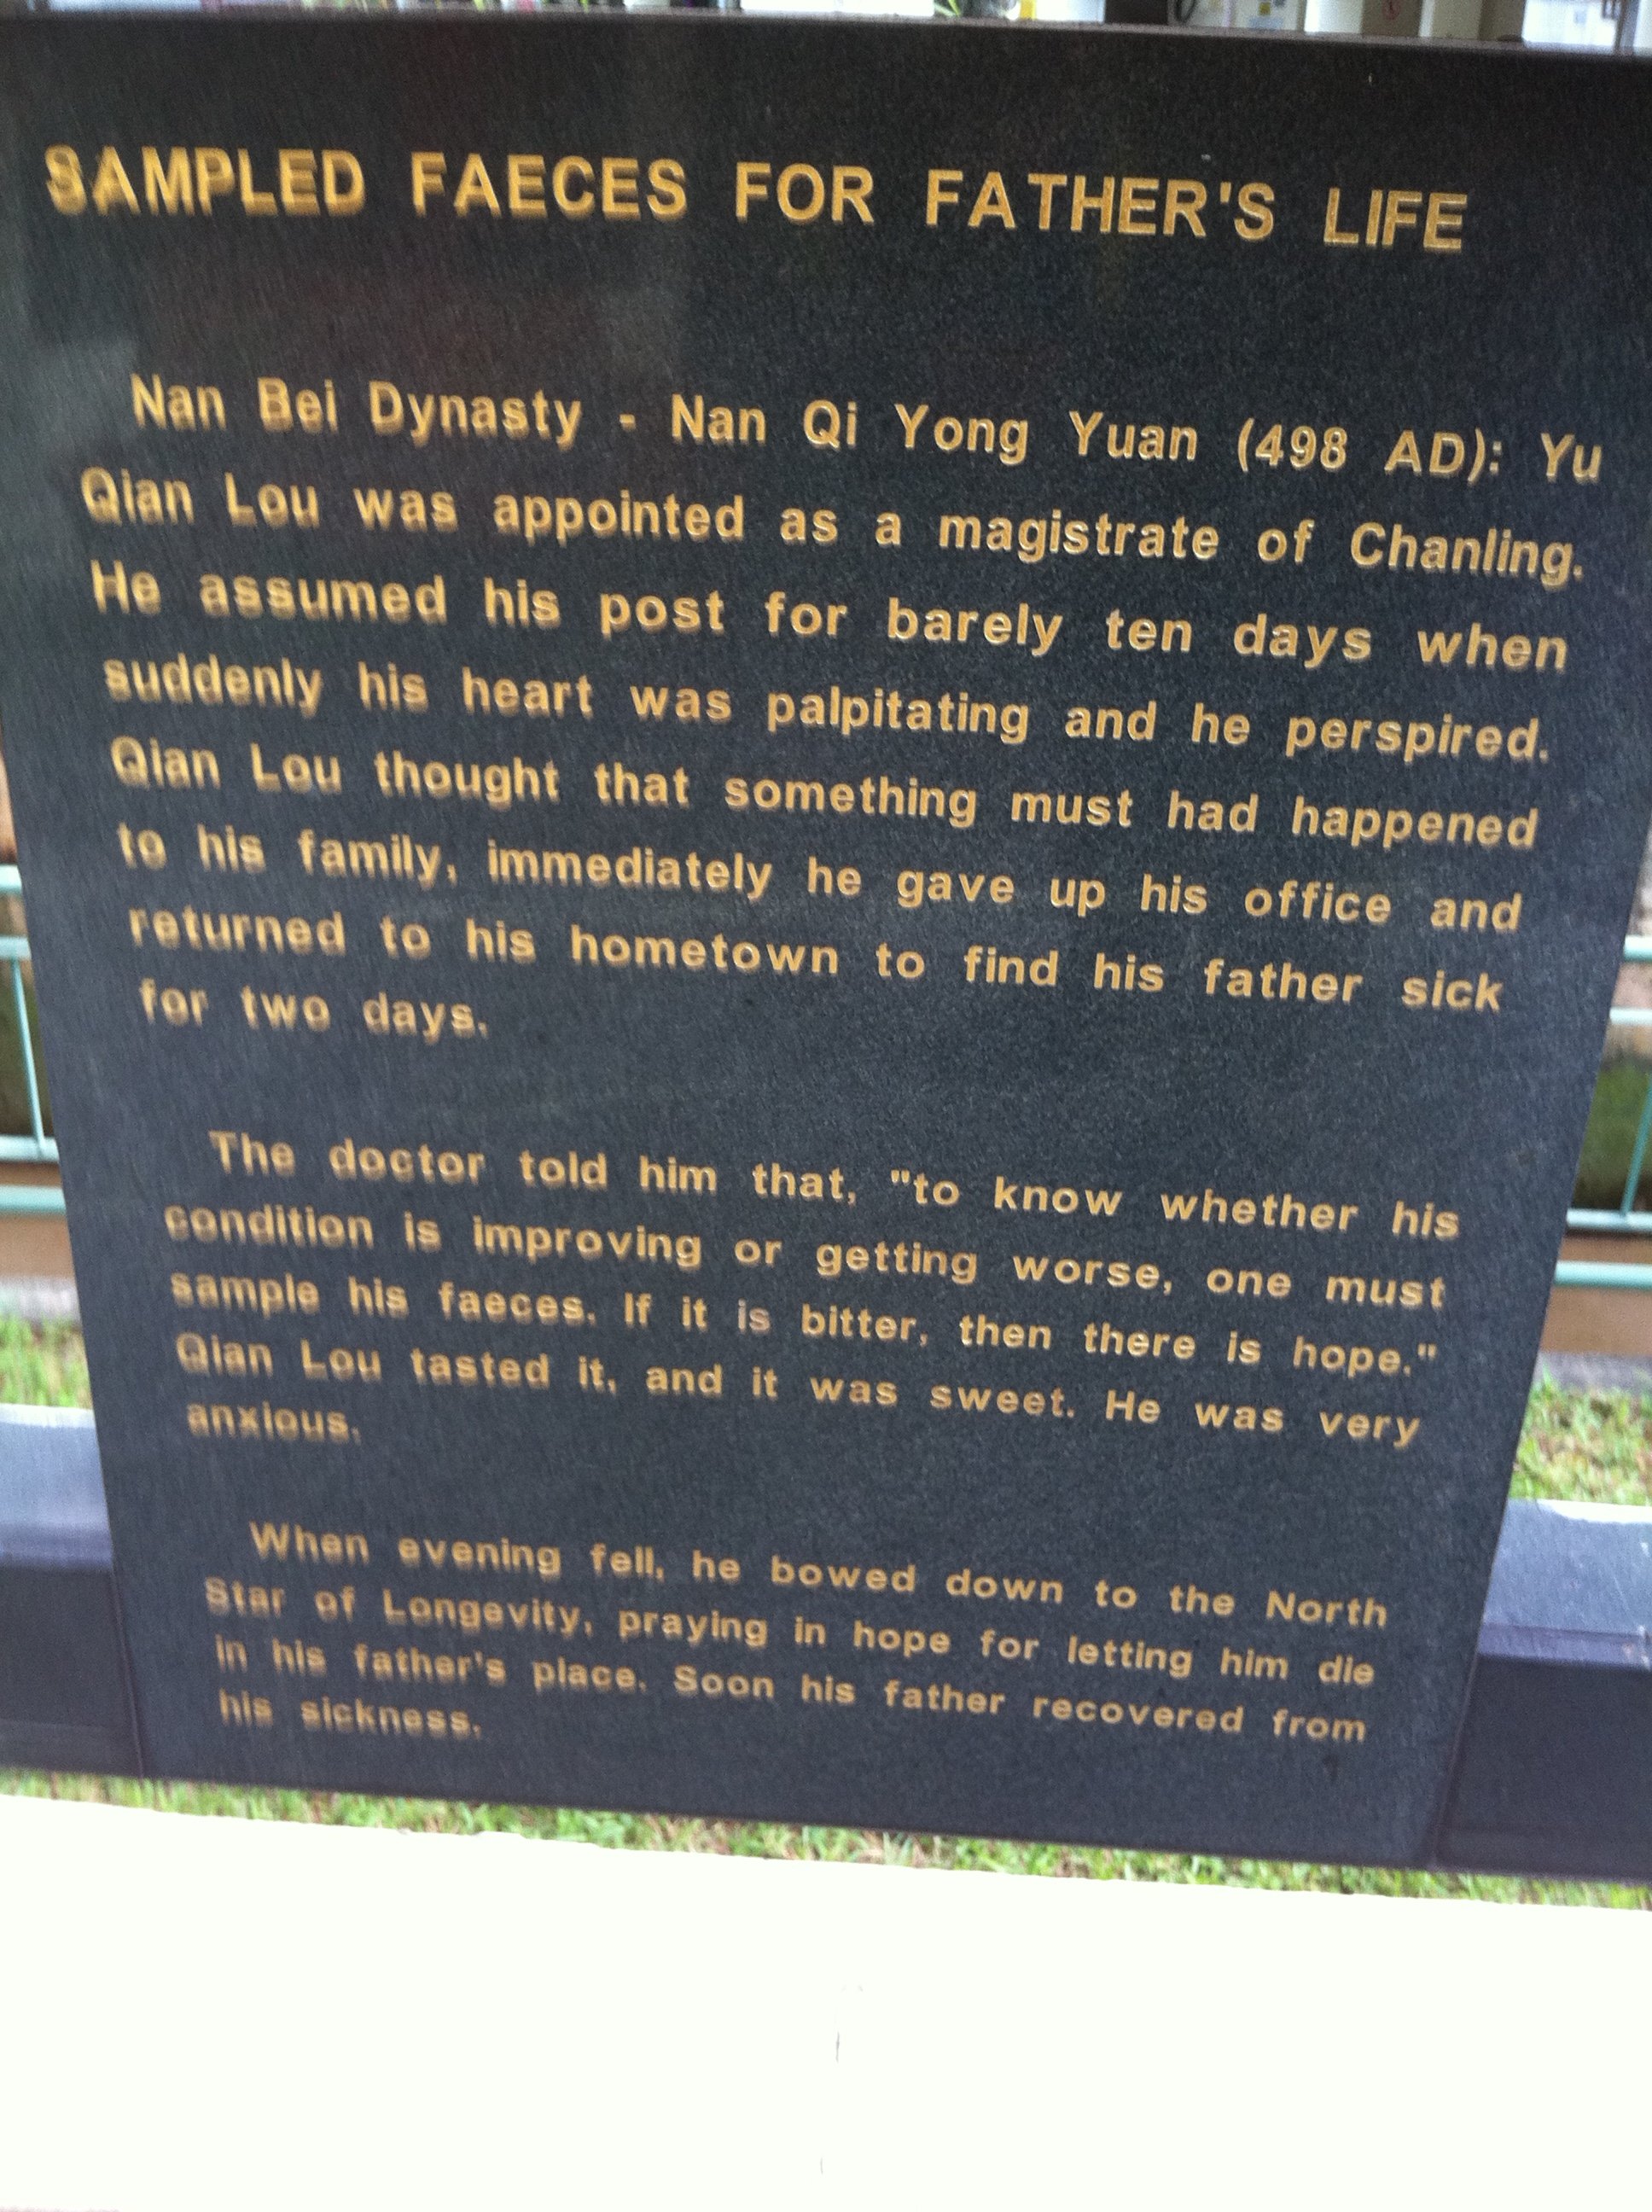 SAMPLED FAECES FOR FATHER'S LIFE
Nan Bei Dynasty - Nan Qi Yong Yuan (498 AD): Yu
Qian Lou was appointed as a magistrate of Chanling.
He assumed his post for barely ten days when
suddenly his heart was palpitating and he perspired.
Qian Lou thought that something must had happened
to his family, immediately he gave up his office and
returned to his hometown to find his father sick
for two days.
The doctor told him that, "to know whether his
condition is improving or getting worse, one must
sample his faeces. If it is bitter, then there is hope."
Qian Lou tasted it, and it was sweet. He was very
anxious.
When evening fell, he bowed down to the North
Star of Longevity, praying in hope for letting him die
in his father's place. Soon his father recovered from
his sickness.